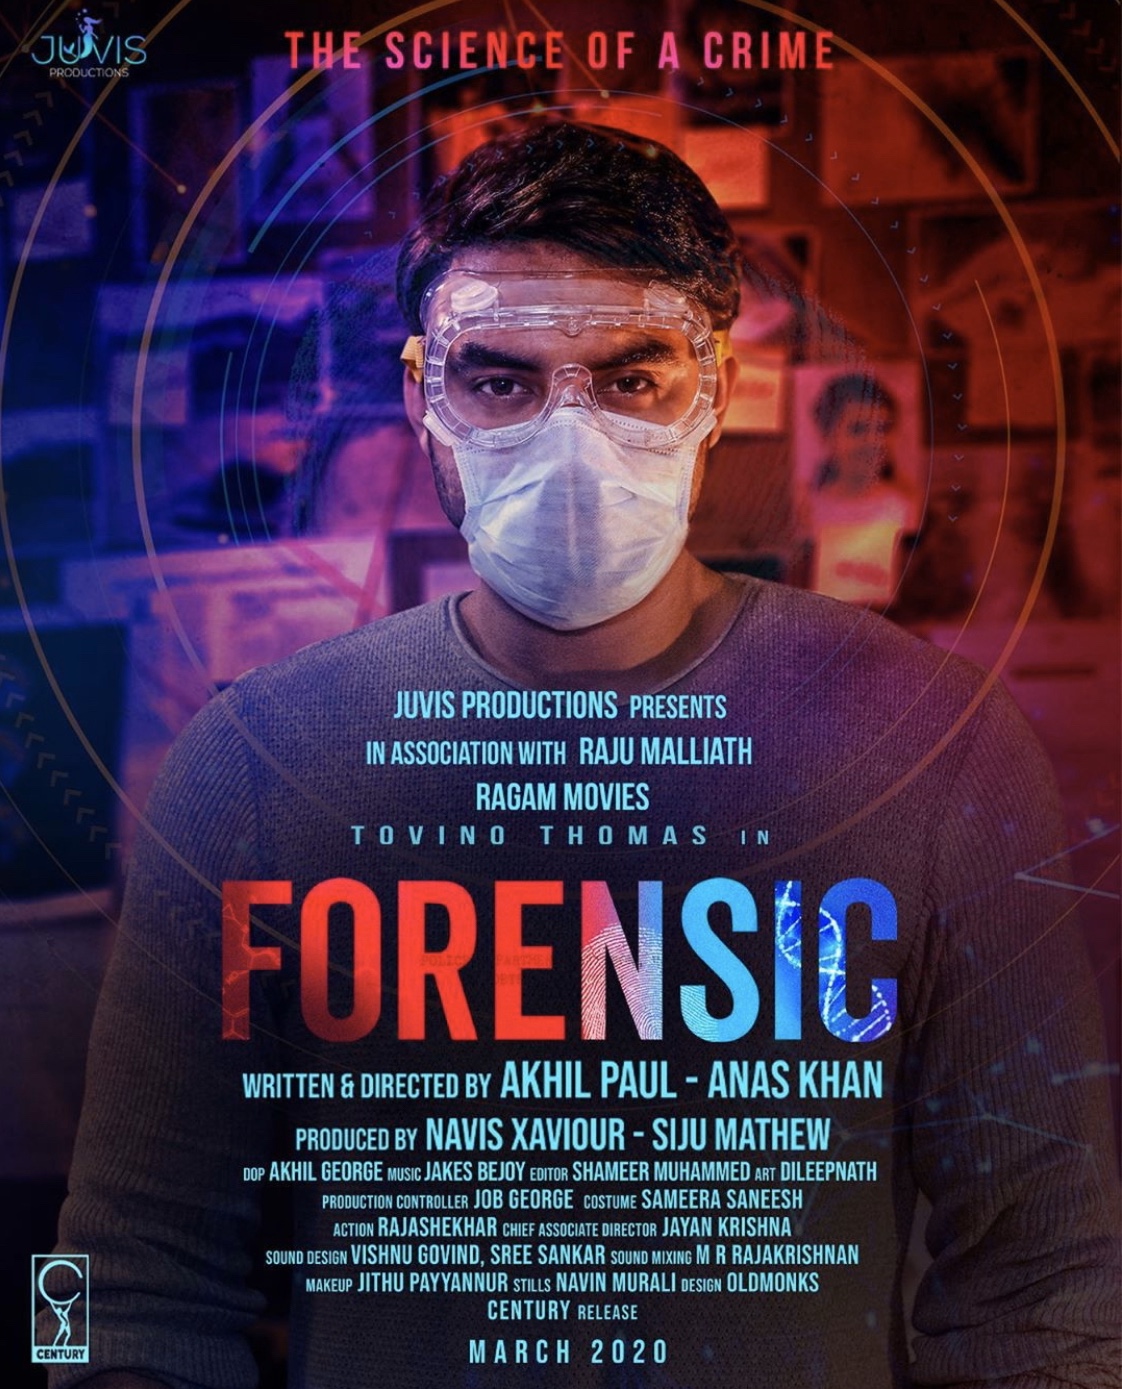 JUVIS
PRODUCTIONS
THE SCIENCE OF A CRIME
JUVIS PRODUCTIONS PRESENTS
IN ASSOCIATION WITH RAJU MALLIATH
RAGAM MOVIES
TOVINO THOMAS IN
FORENSIC
WRITTEN & DIRECTED BY AKHIL PAUL - ANAS KHAN
PRODUCED BY NAVIS XAVIOUR - SIJU MATHEW
DOP AKHIL GEORGE MUSIC JAKES BEJOY EDITOR SHAMEER MUHAMMED ART DILEEPNATH
PRODUCTION CONTROLLER JOB GEORGE COSTUME SAMEERA SANEESH
ACTION RAJASHEKHAR CHIEF ASSOCIATE DIRECTOR JAYAN KRISHNA
SOUND DESIGN VISHNU GOVIND, SREE SANKAR SOUND MIXING M R RAJAKRISHNAN
MAKEUP JITHU PAYYANNUR STILLS NAVIN MURALI DESIGN OLDMONKS
CENTURY RELEASE
MARCH 2020
CENTURY